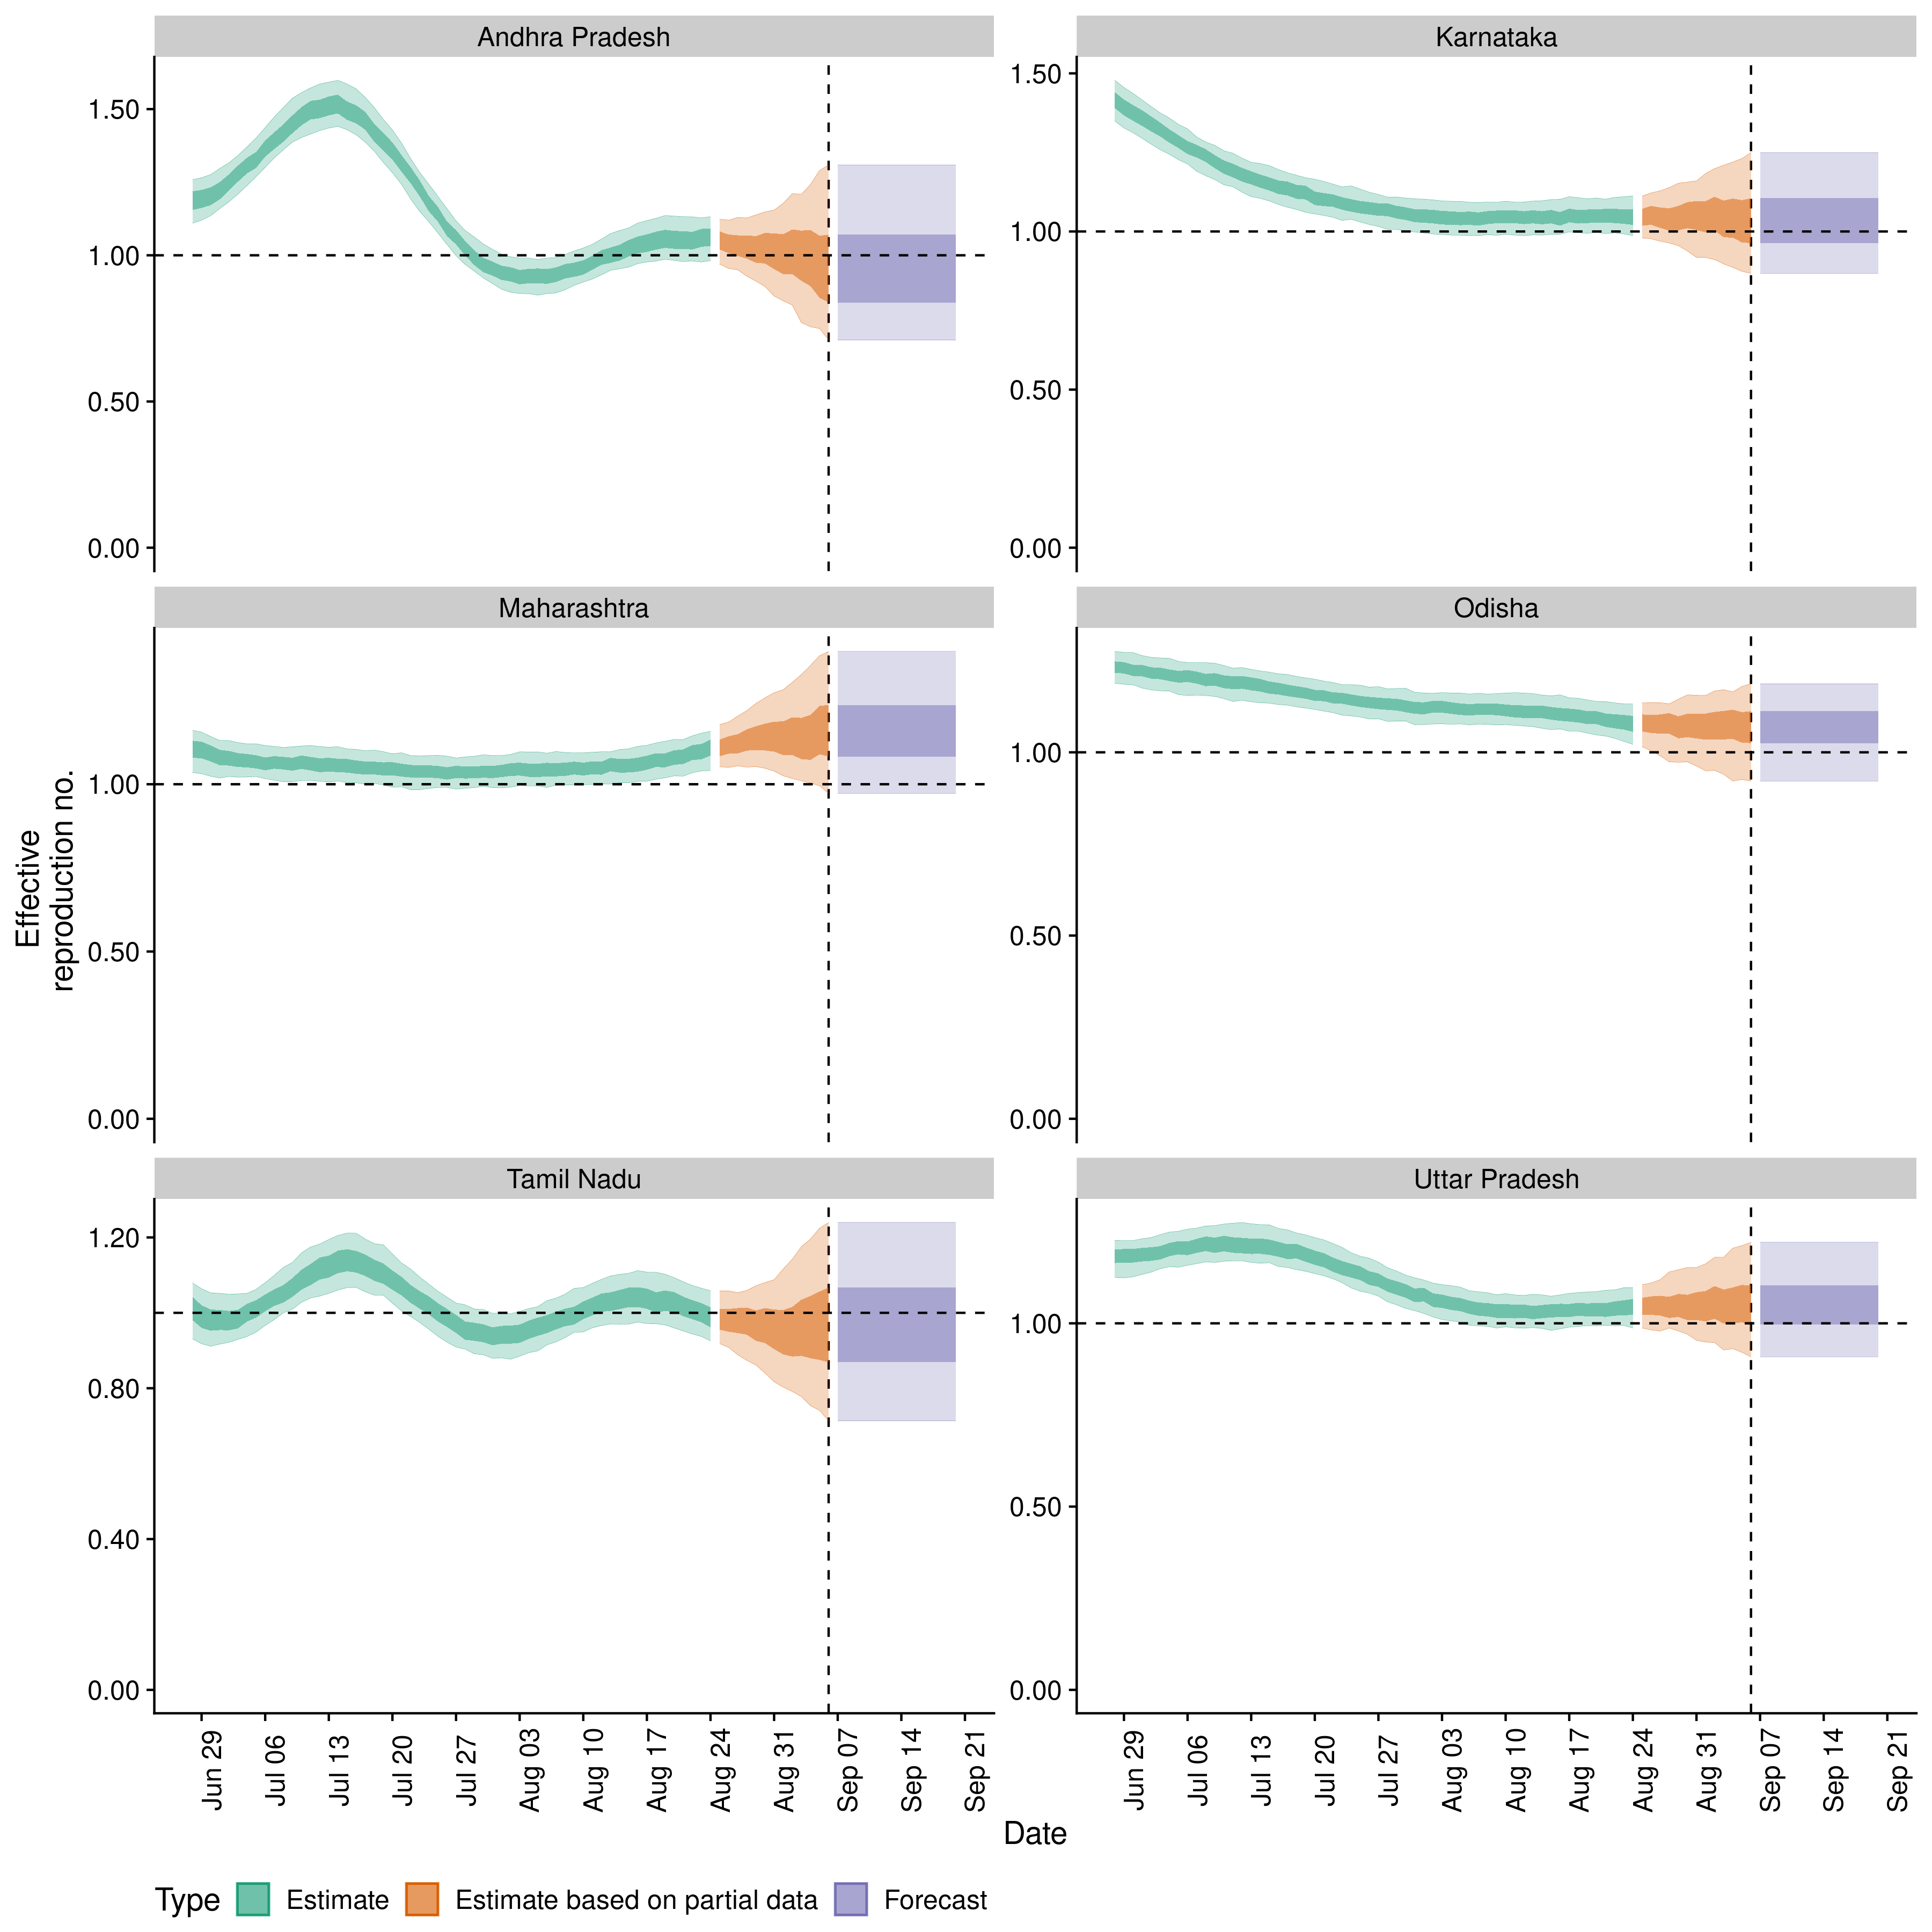 Andhra Pradesh
Karnataka
1.50
1.00
0.50
0.00
1.50
1.00
0.50
0.00
Maharashtra
Odisha
1.00
0.50
0.00
1.00
0.50
0.00
Effective
reproduction no.
Tamil Nadu
Uttar Pradesh
1.20
0.80
0.40
0.00
1.00
0.50
0.00
Jun 29
Jul 06
Jul 13
Jul 20
Jul 27
Aug 03
Aug 10
Aug 17
Aug 24
Aug 31
Sep 07
Sep 14
Sep 21
Jun 29
Jul 06
Jul 13
Jul 20
Jul 27
Aug 03
Aug 10
Aug 17
Aug 24
Aug 31
Sep 07
Sep 14
Sep 21
Date
Type Estimate Estimate based on partial data Forecast